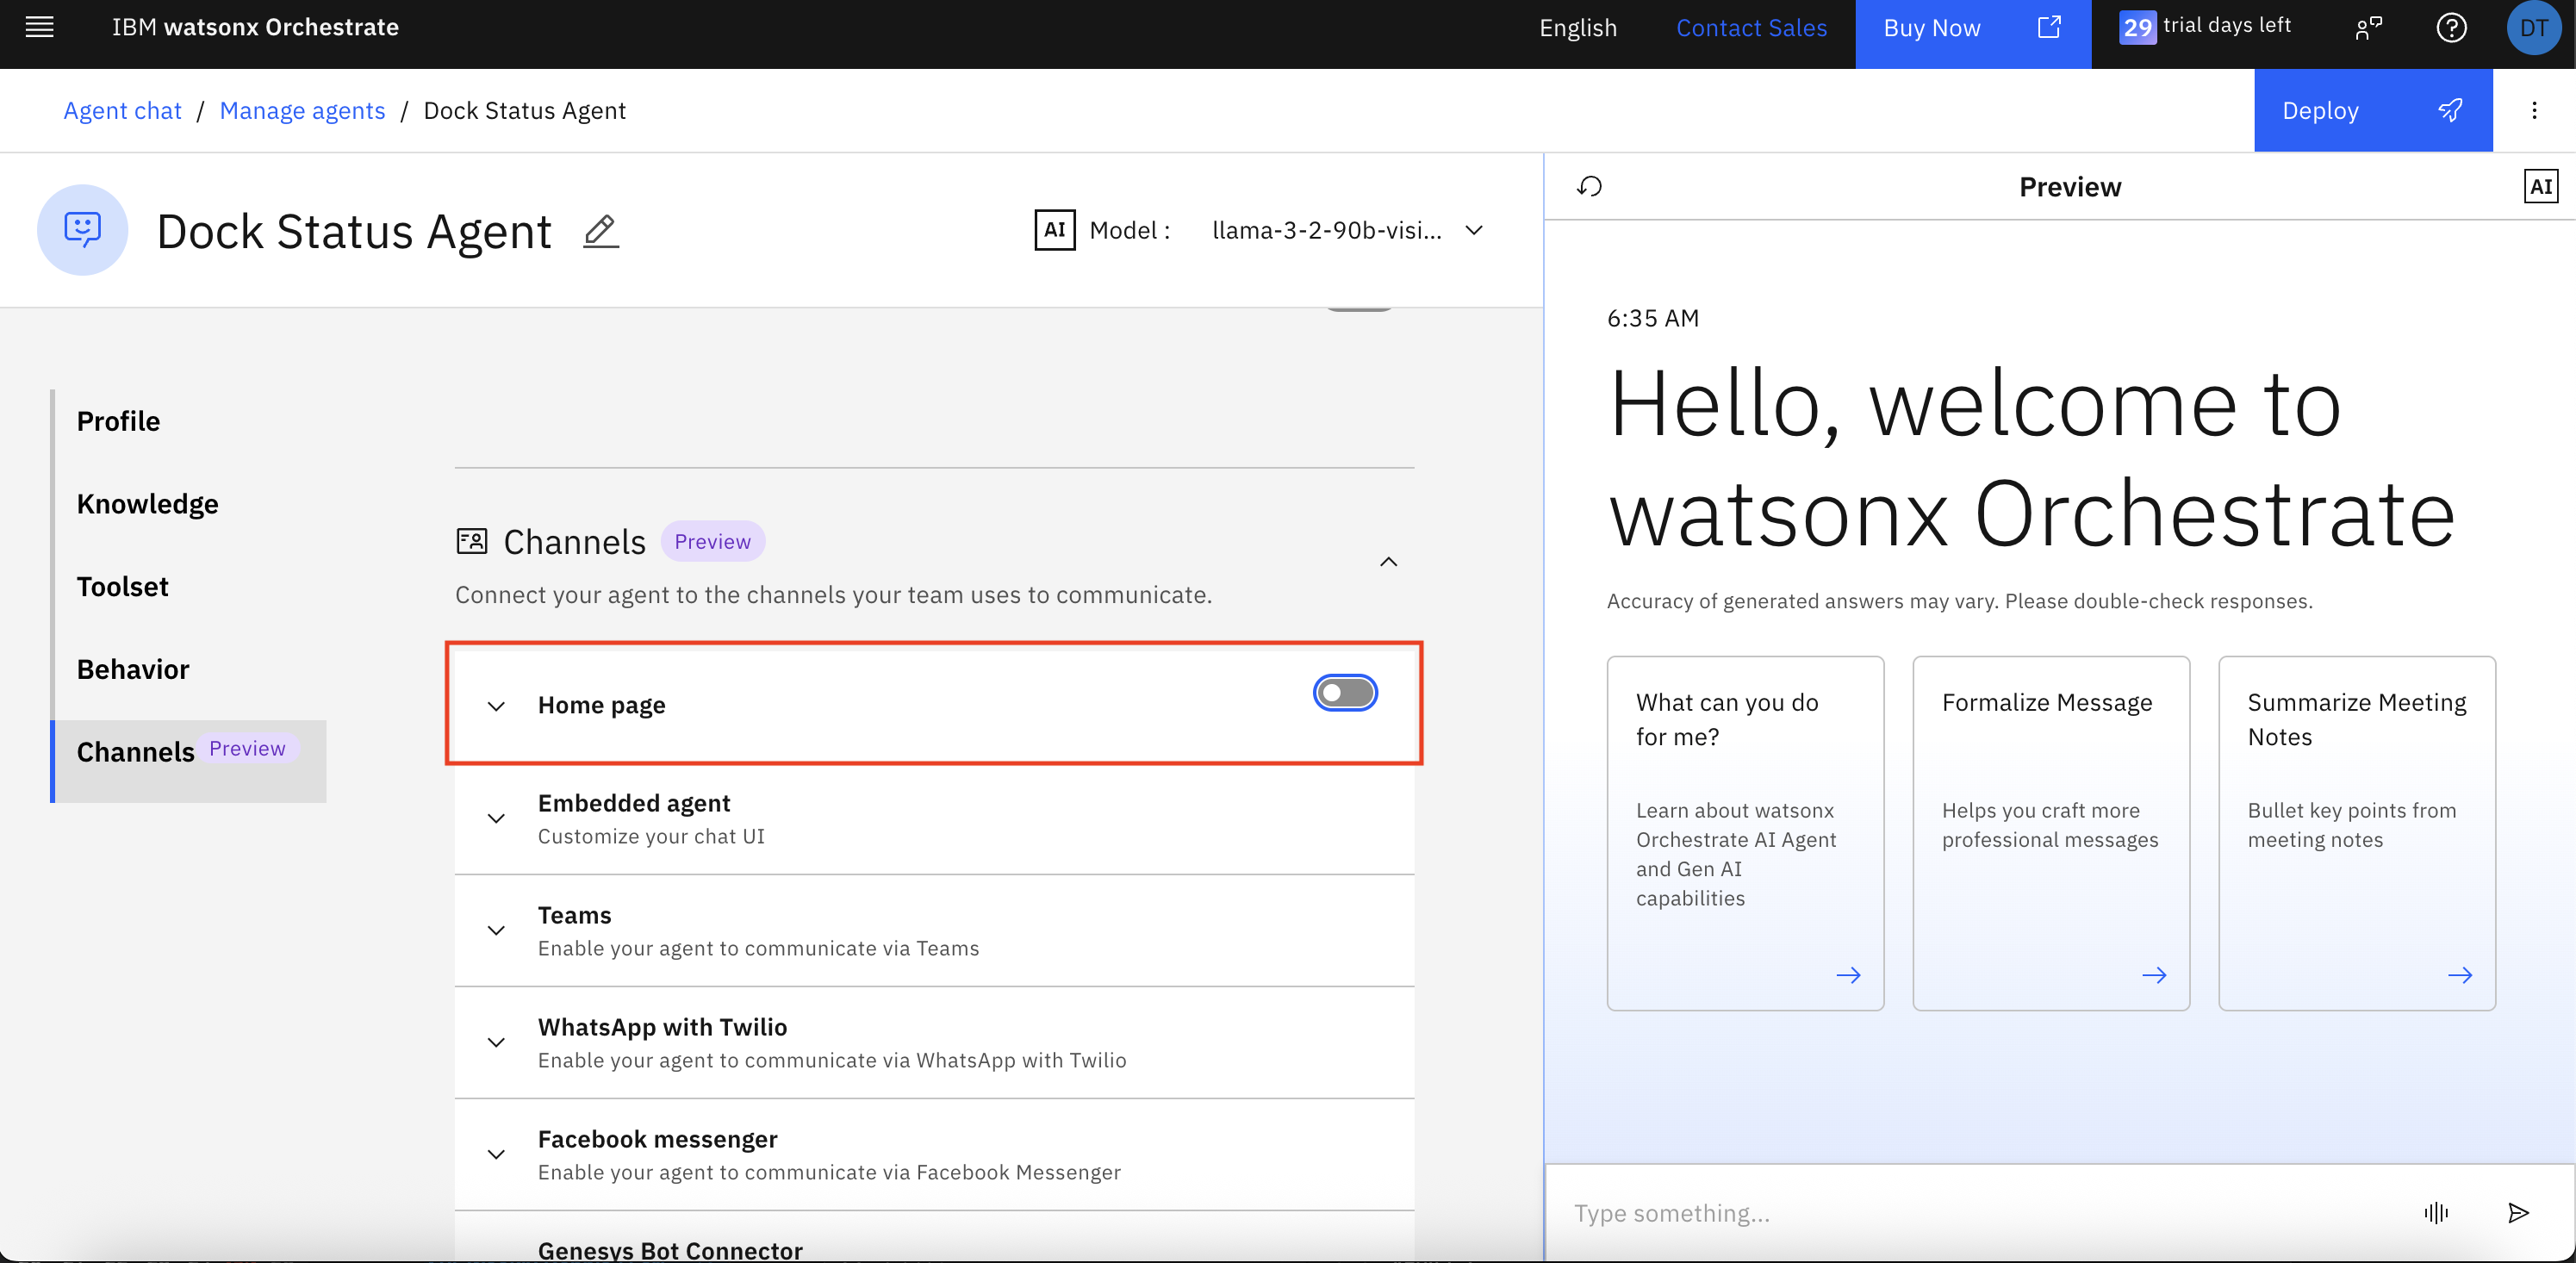 IBM watsonx Orchestrate
English
Contact Sales
Buy Now
29 trial days left
DT
Agent chat / Manage agents / Dock Status Agent
Deploy
Dock Status Agent
AI Model : llama-3-2-90b-visi...
Preview
AI
Profile
Knowledge
Toolset
Behavior
Channels Preview
Channels Preview
Connect your agent to the channels your team uses to communicate.
Home page
Embedded agent
Customize your chat UI
Teams
Enable your agent to communicate via Teams
WhatsApp with Twilio
Enable your agent to communicate via WhatsApp with Twilio
Facebook messenger
Enable your agent to communicate via Facebook Messenger
Genesys Bot Connector
6:35 AM
Hello, welcome to
watsonx Orchestrate
Accuracy of generated answers may vary. Please double-check responses.
What can you do
for me?
Learn about watsonx
Orchestrate AI Agent
and Gen AI
capabilities
Formalize Message
Helps you craft more
professional messages
Summarize Meeting
Notes
Bullet key points from
meeting notes
Type something...